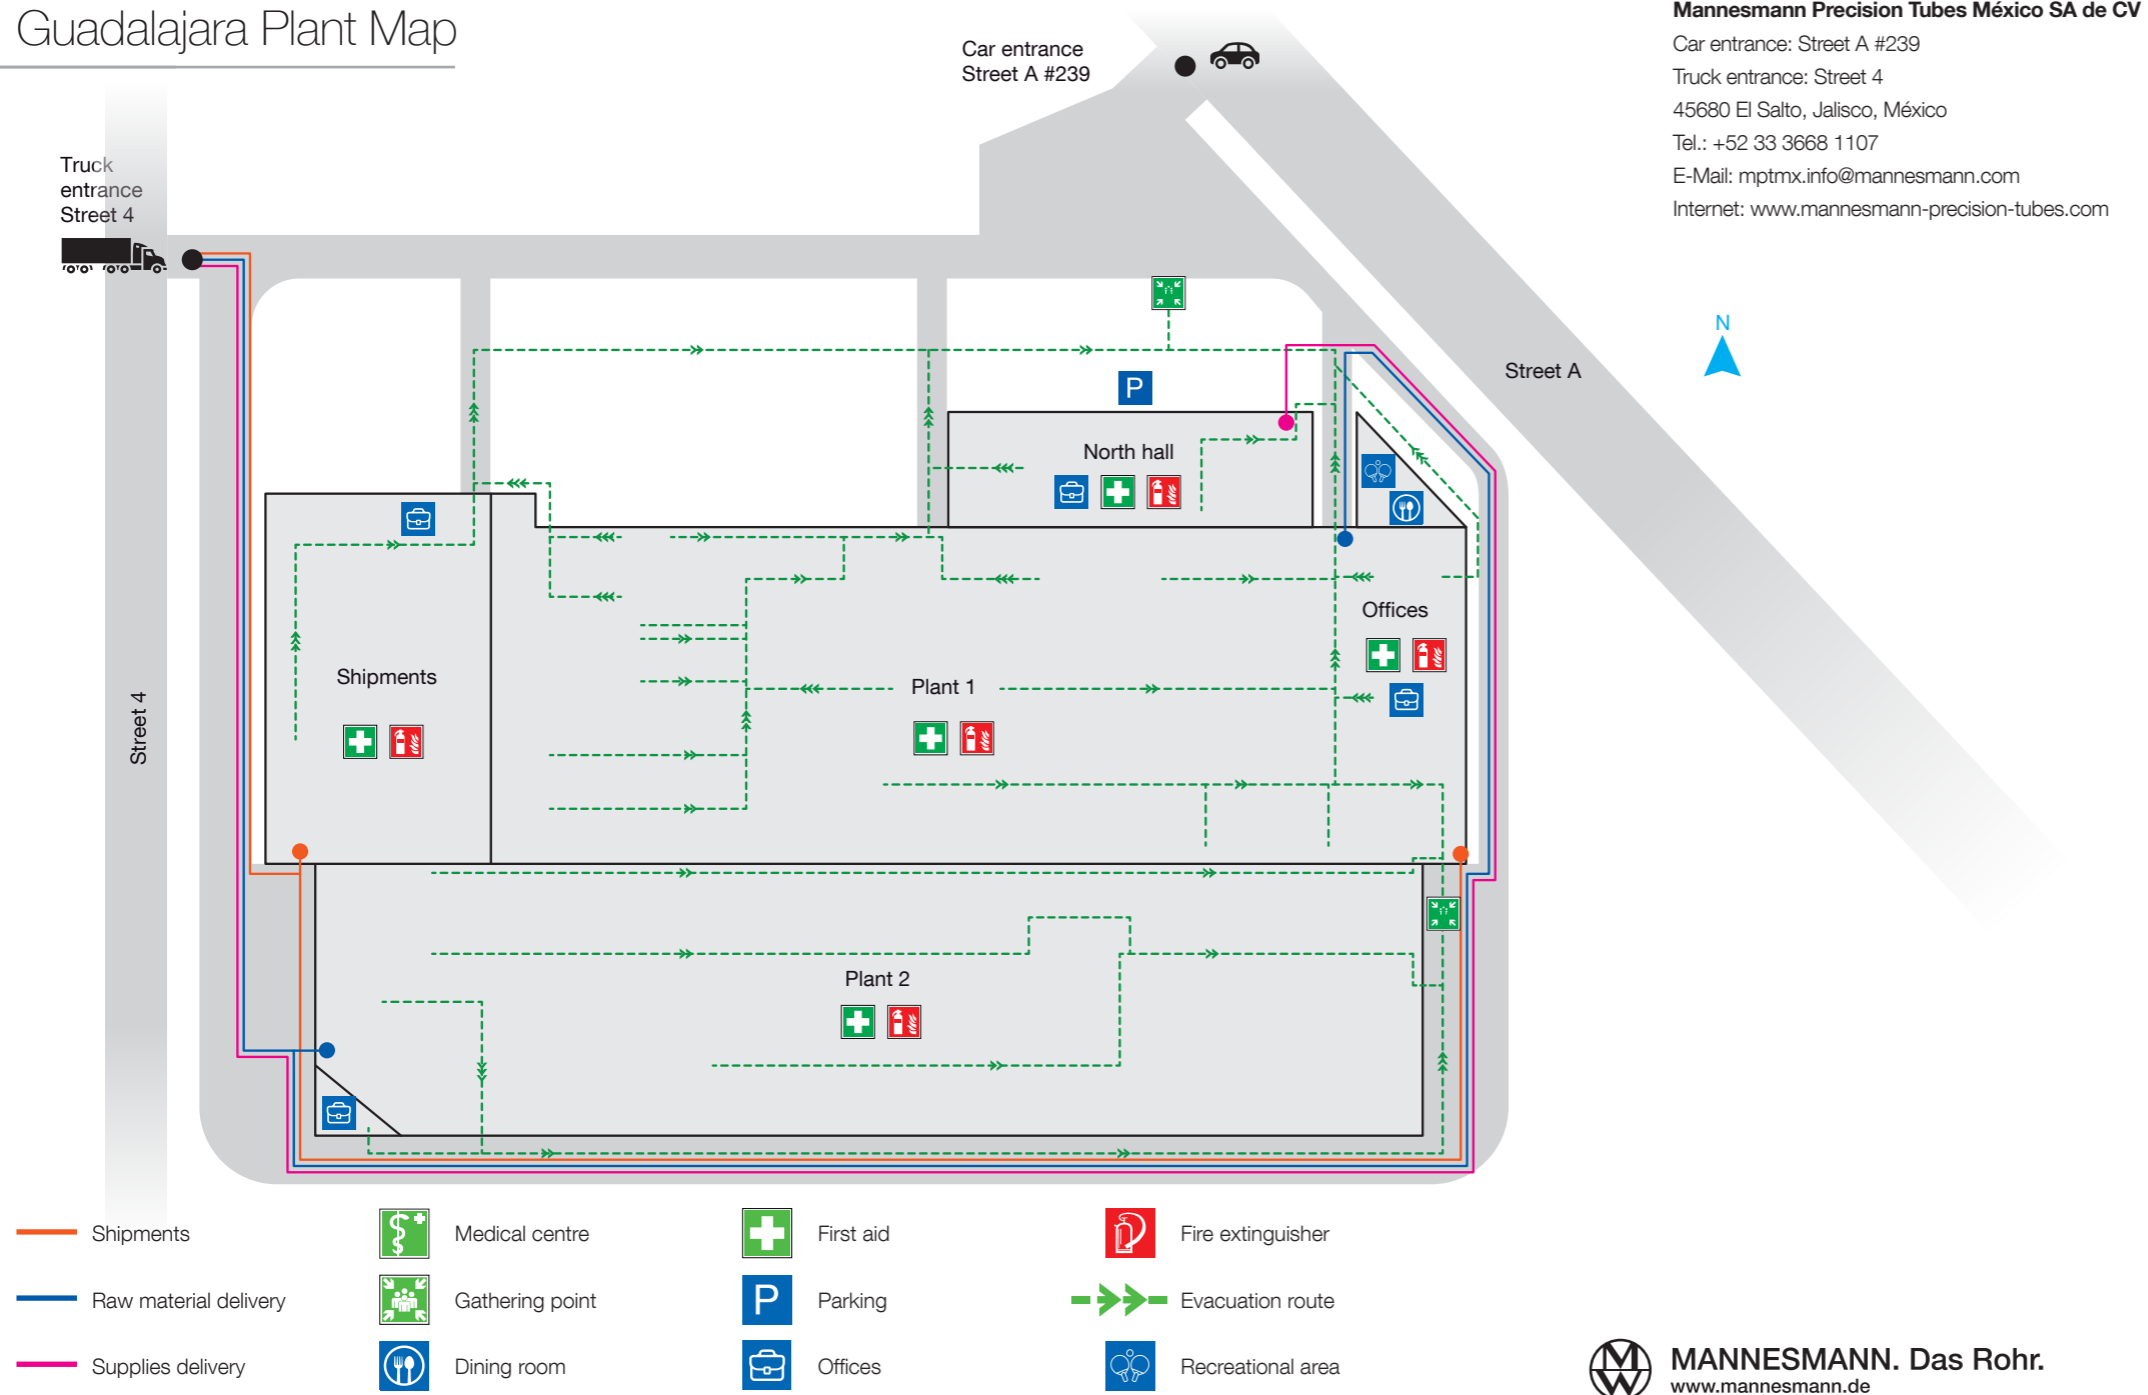 Guadalajara Plant Map
Mannesmann Precision Tubes México SA de CV
Car entrance: Street A #239
Truck entrance: Street 4
45680 El Salto, Jalisco, México
Tel.: +52 33 3668 1107
E-Mail: mptmx.info@mannesmann.com
Internet: www.mannesmann-precision-tubes.com
Car entrance
Street A #239
Truck
entrance
Street 4
N
Street A
P
North hall
Offices
Shipments
Plant 1
Street 4
Plant 2
Shipments
Medical centre
First aid
Fire extinguisher
Raw material delivery
Gathering point
P
Parking
Evacuation route
Supplies delivery
Dining room
Offices
Recreational area
MW
MANNESMANN. Das Rohr.
www.mannesmann.de